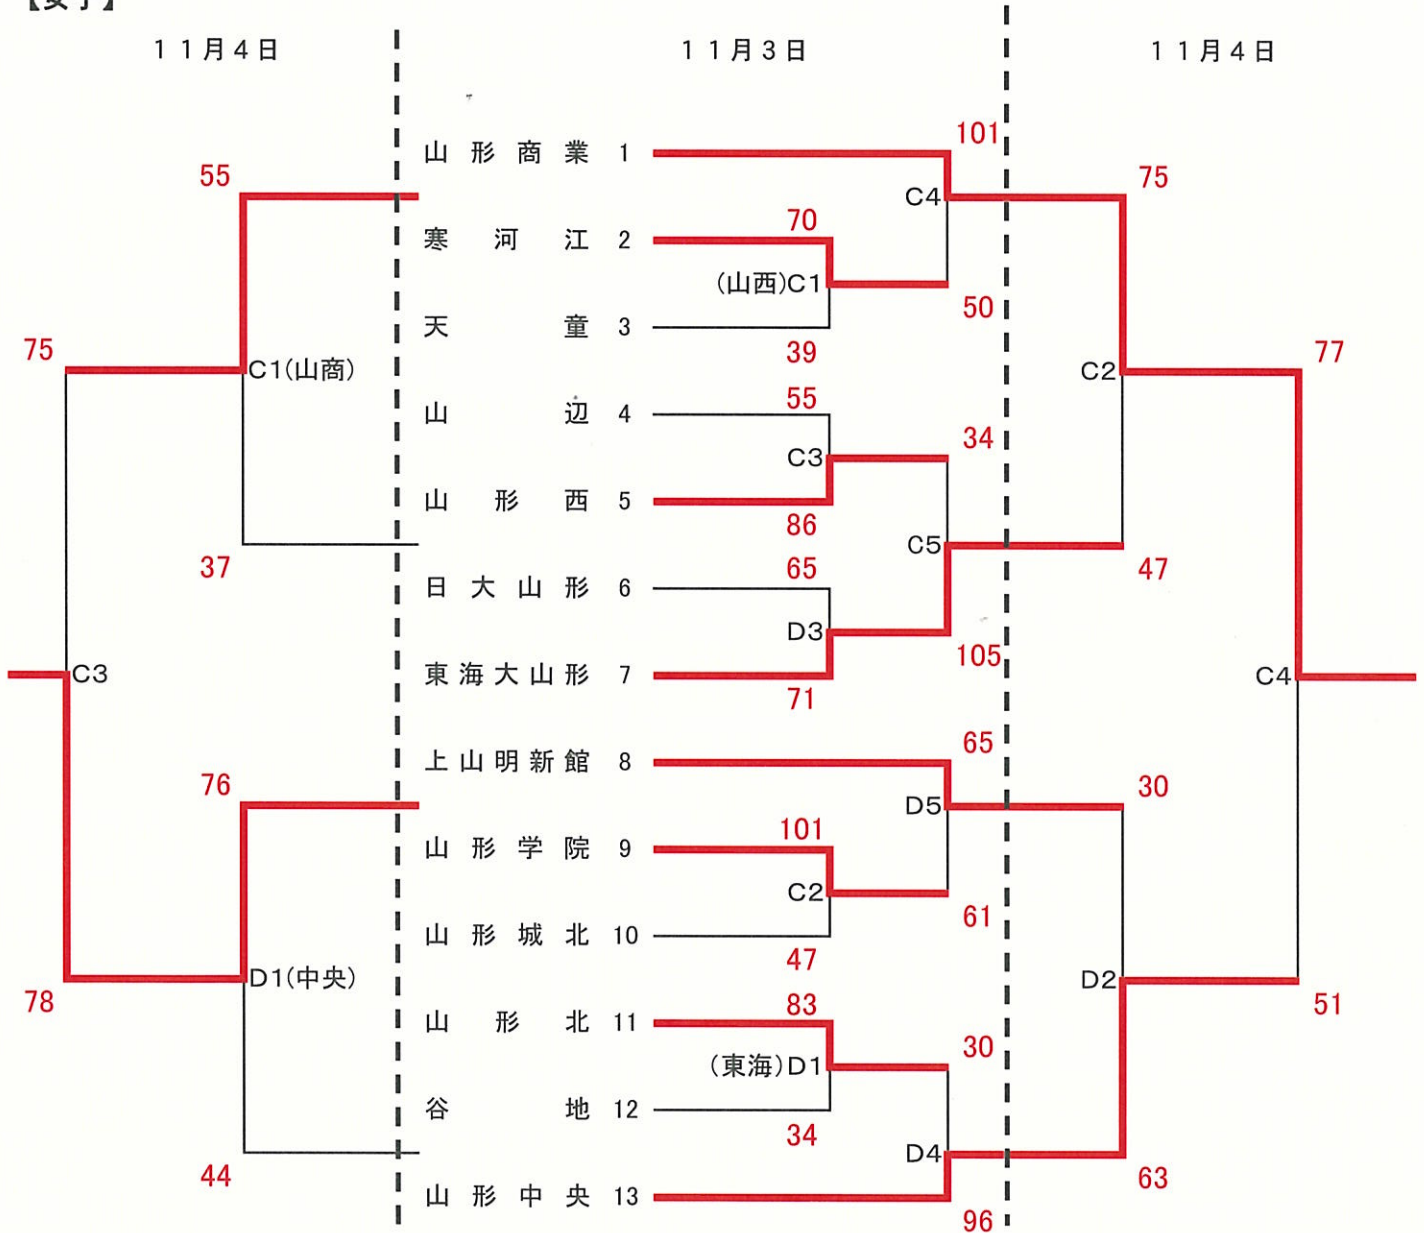 【女子】
11月4日
11月3日
11月4日
山形商業 1
101
55
75
C4
70
寒河江 2
(山西)C1
50
天童 3
39
75
77
C1(山商)
C2
55
山辺 4
34
C3
山形西 5
86
C5
37
65
47
日大山形 6
D3
105
C3
東海大山形 7
71
C4
65
上山明新館 8
76
30
D5
101
山形学院 9
C2
61
山形城北 10
47
D1(中央)
D2
78
83
51
山形北 11
30
(東海)D1
谷地 12
34
D4
44
63
山形中央 13
96